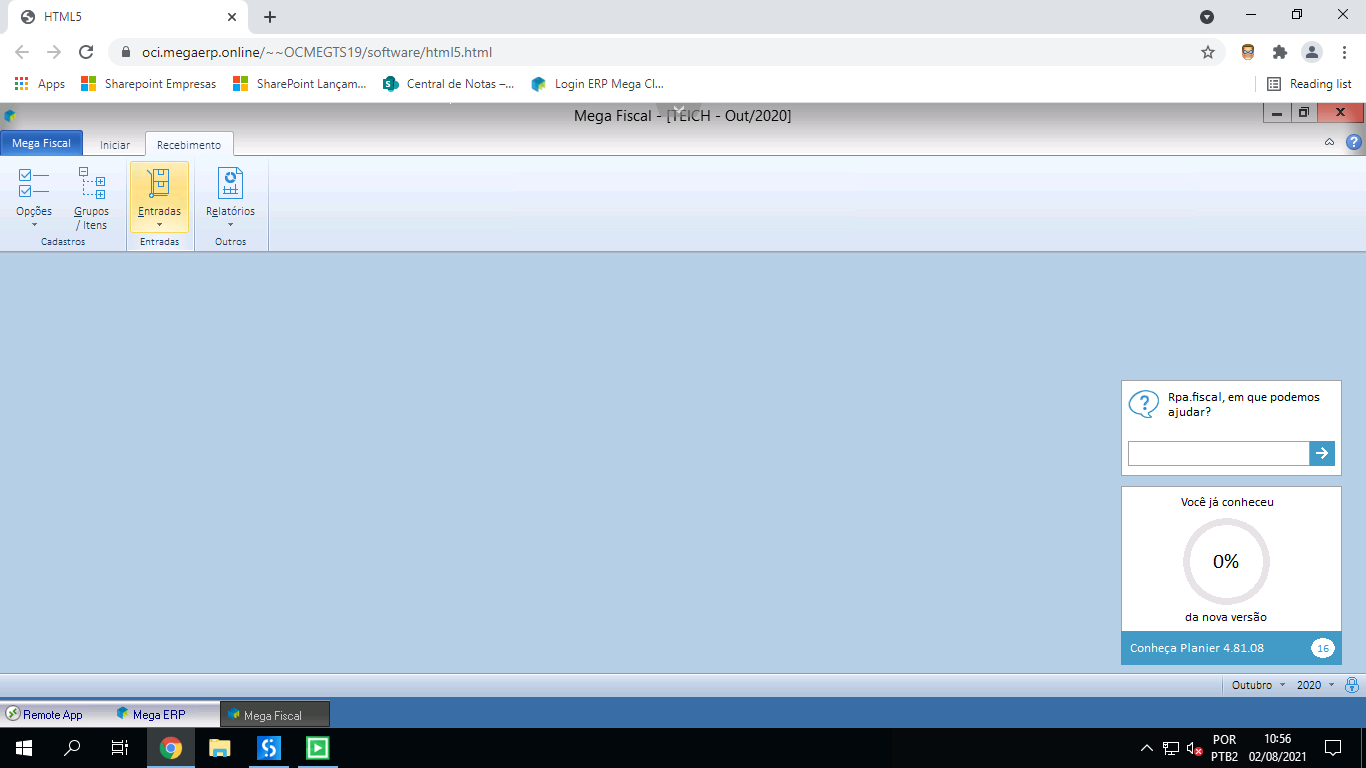 HTML5
oci.megaerp.online/~~OCMEGTS19/software/html5.html
Apps
Sharepoint Empresas
SharePoint Lançam...
Central de Notas –...
Login ERP Mega Cl...
Reading list
Mega Fiscal - [TEICH - Out/2020]
Mega Fiscal
Iniciar
Recebimento
Opções
Grupos
/ Itens
Entradas
Relatórios
Cadastros
Entradas
Outros
Rpa.fiscal, em que podemos
ajudar?
Você já conheceu
0%
da nova versão
Conheça Planier 4.81.08
16
Outubro
2020
Remote App
Mega ERP
Mega Fiscal
POR
PTB2
10:56
02/08/2021